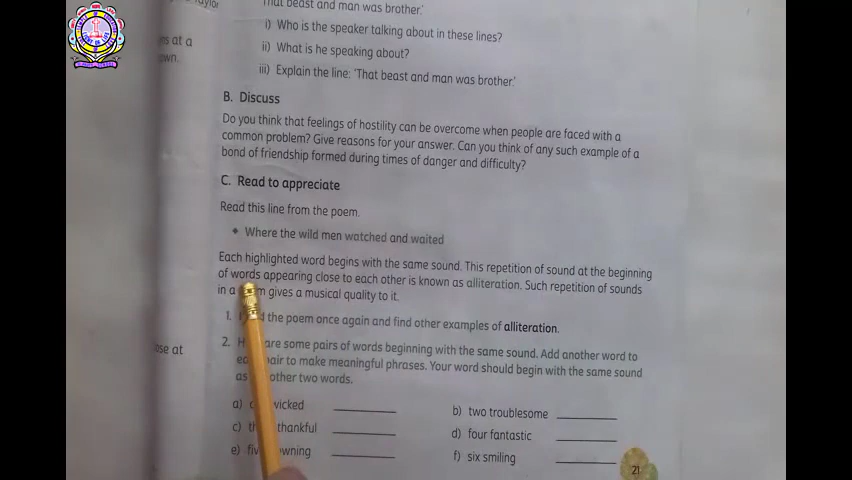 Taylor
That beast and man was brother.'
i) Who is the speaker talking about in these lines?
ii) What is he speaking about?
iii) Explain the line: 'That beast and man was brother.'
ns at a
own.
B. Discuss
Do you think that feelings of hostility can be overcome when people are faced with a
common problem? Give reasons for your answer. Can you think of any such example of a
bond of friendship formed during times of danger and difficulty?
C. Read to appreciate
Read this line from the poem.
• Where the wild men watched and waited
Each highlighted word begins with the same sound. This repetition of sound at the beginning
of words appearing close to each other is known as alliteration. Such repetition of sounds
in a gives a musical quality to it.
1. the poem once again and find other examples of alliteration.
2. are some pairs of words beginning with the same sound. Add another word to
pair to make meaningful phrases. Your word should begin with the same sound
as other two words.
ose at
a) wicked
b) two troublesome
c) thankful
d) four fantastic
e) 
f) six smiling
21